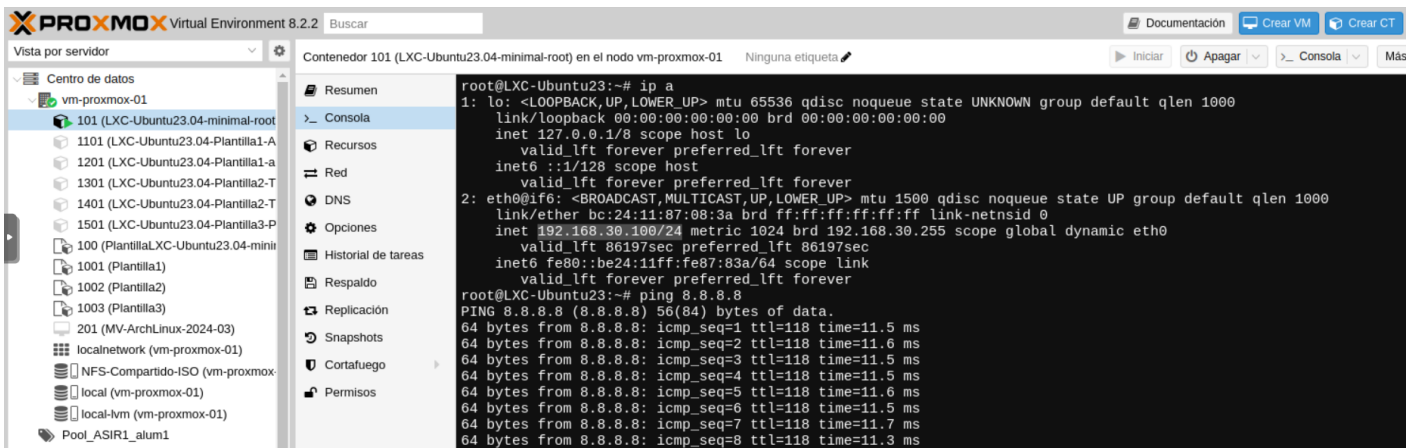 PROXMOX Virtual Environment 8.2.2 Buscar Documentación Crear VM Crear CT
Vista por servidor
Contenedor 101 (LXC-Ubuntu23.04-minimal-root) en el nodo vm-proxmox-01 Ninguna etiqueta Iniciar Apagar Consola Más
Centro de datos
vm-proxmox-01
101 (LXC-Ubuntu23.04-minimal-root
1101 (LXC-Ubuntu23.04-Plantilla1-A
1201 (LXC-Ubuntu23.04-Plantilla1-a
1301 (LXC-Ubuntu23.04-Plantilla2-T
1401 (LXC-Ubuntu23.04-Plantilla2-T
1501 (LXC-Ubuntu23.04-Plantilla3-P
100 (PlantillaLXC-Ubuntu23.04-minir
1001 (Plantilla1)
1002 (Plantilla2)
1003 (Plantilla3)
201 (MV-ArchLinux-2024-03)
localnetwork (vm-proxmox-01)
NFS-Compartido-ISO (vm-proxmox-
local (vm-proxmox-01)
local-lvm (vm-proxmox-01)
Pool_ASIR1_alum1
Resumen
>_ Consola
Recursos
Red
DNS
Opciones
Historial de tareas
Respaldo
Replicación
Snapshots
Cortafuego
Permisos
root@LXC-Ubuntu23:~# ip a
1: lo: <LOOPBACK,UP,LOWER_UP> mtu 65536 qdisc noqueue state UNKNOWN group default qlen 1000
link/loopback 00:00:00:00:00:00 brd 00:00:00:00:00:00
inet 127.0.0.1/8 scope host lo
valid_lft forever preferred_lft forever
inet6 ::1/128 scope host
valid_lft forever preferred_lft forever
2: eth0@if6: <BROADCAST,MULTICAST,UP,LOWER_UP> mtu 1500 qdisc noqueue state UP group default qlen 1000
link/ether bc:24:11:87:08:3a brd ff:ff:ff:ff:ff:ff link-netnsid 0
inet 192.168.30.100/24 metric 1024 brd 192.168.30.255 scope global dynamic eth0
valid_lft 86197sec preferred_lft 86197sec
inet6 fe80::be24:11ff:fe87:83a/64 scope link
valid_lft forever preferred_lft forever
root@LXC-Ubuntu23:~# ping 8.8.8.8
PING 8.8.8.8 (8.8.8.8) 56(84) bytes of data.
64 bytes from 8.8.8.8: icmp_seq=1 ttl=118 time=11.5 ms
64 bytes from 8.8.8.8: icmp_seq=2 ttl=118 time=11.6 ms
64 bytes from 8.8.8.8: icmp_seq=3 ttl=118 time=11.5 ms
64 bytes from 8.8.8.8: icmp_seq=4 ttl=118 time=11.5 ms
64 bytes from 8.8.8.8: icmp_seq=5 ttl=118 time=11.6 ms
64 bytes from 8.8.8.8: icmp_seq=6 ttl=118 time=11.5 ms
64 bytes from 8.8.8.8: icmp_seq=7 ttl=118 time=11.7 ms
64 bytes from 8.8.8.8: icmp_seq=8 ttl=118 time=11.3 ms